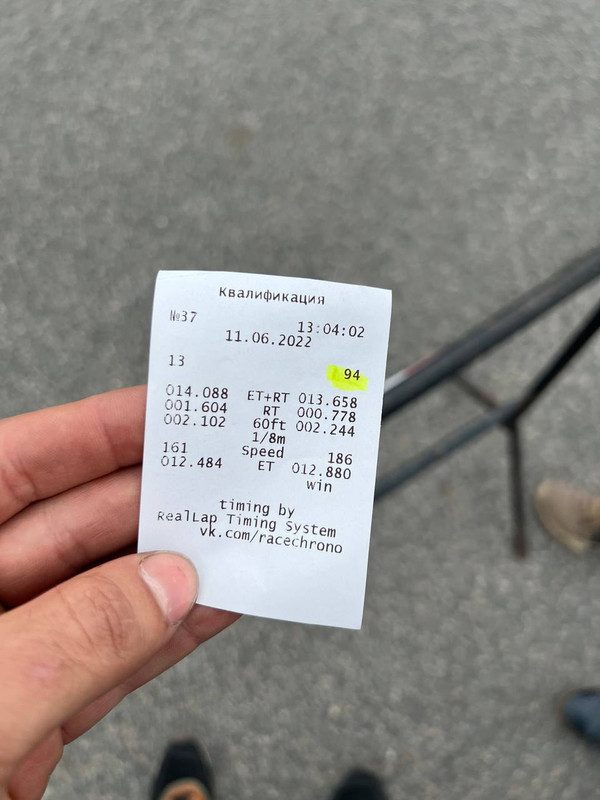 Квалификация
№37 13:04:02
11.06.2022
13 94
014.088 ET+RT 013.658
001.604 RT 000.778
002.102 60ft 002.244
1/8m
161 Speed 186
012.484 ET 012.880
win
timing by
RealLap Timing System
vk.com/racechrono